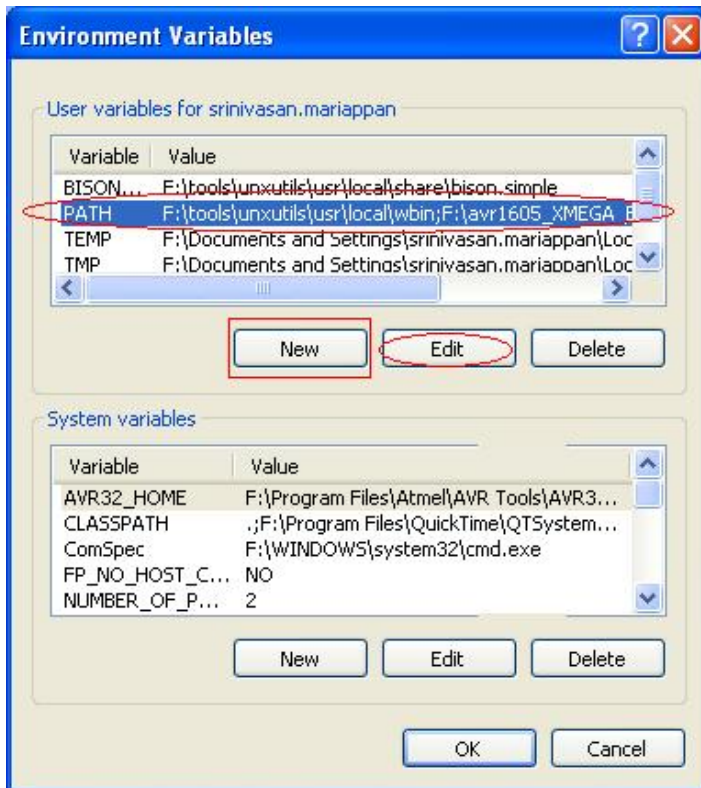 Environment Variables
User variables for srinivasan.mariappan
Variable Value
BISON... F:\tools\unxutils\usr\local\share\bison.simple
PATH F:\tools\unxutils\usr\local\wbin;F:\avr1605_XMEGA_B
TEMP F:\Documents and Settings\srinivasan.mariappan\Loc
TMP F:\Documents and Settings\srinivasan.mariappan\Loc
New Edit Delete
System variables
Variable Value
AVR32_HOME F:\Program Files\Atmel\AVR Tools\AVR3...
CLASSPATH .;F:\Program Files\QuickTime\QTSystem...
ComSpec F:\WINDOWS\system32\cmd.exe
FP_NO_HOST_C... NO
NUMBER_OF_P... 2
New Edit Delete
OK Cancel